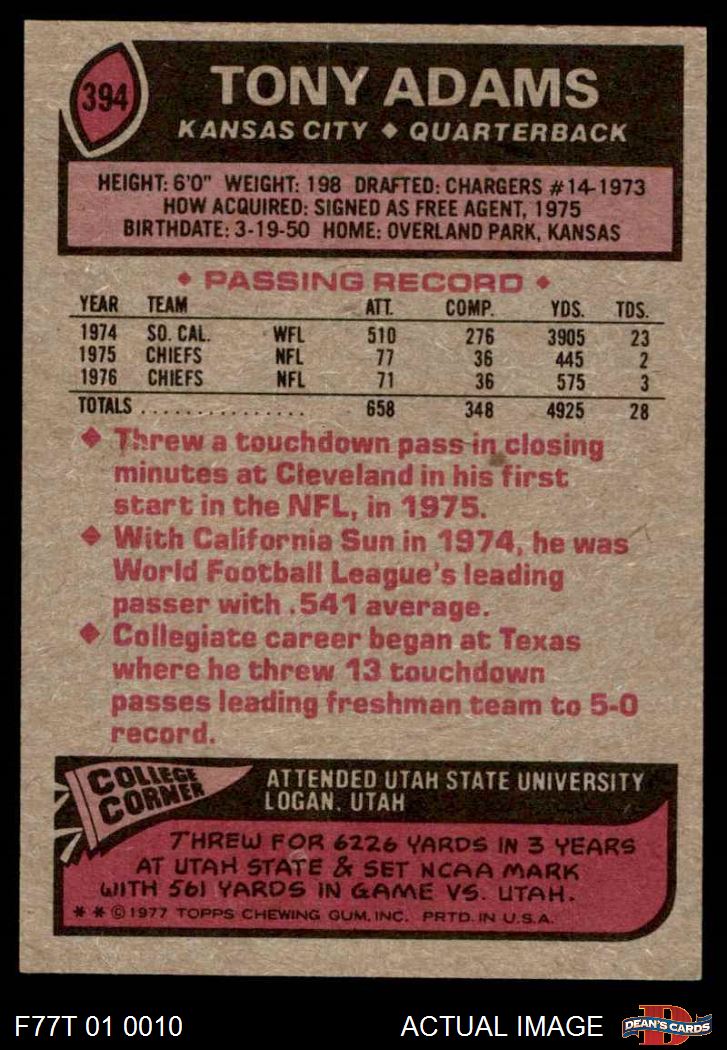 394
TONY ADAMS
KANSAS CITY ◆ QUARTERBACK
HEIGHT: 6'0" WEIGHT: 198 DRAFTED: CHARGERS #14-1973
HOW ACQUIRED: SIGNED AS FREE AGENT, 1975
BIRTHDATE: 3-19-50 HOME: OVERLAND PARK, KANSAS
◆ PASSING RECORD ◆
YEAR TEAM ATT. COMP. YDS. TDS.
1974 SO. CAL. WFL 510 276 3905 23
1975 CHIEFS NFL 77 36 445 2
1976 CHIEFS NFL 71 36 575 3
TOTALS ................ 658 348 4925 28
◆ Threw a touchdown pass in closing
minutes at Cleveland in his first
start in the NFL, in 1975.
◆ With California Sun in 1974, he was
World Football League's leading
passer with .541 average.
◆ Collegiate career began at Texas
where he threw 13 touchdown
passes leading freshman team to 5-0
record.
COLLEGE
CORNER
ATTENDED UTAH STATE UNIVERSITY
LOGAN, UTAH
THREW FOR 6226 YARDS IN 3 YEARS
AT UTAH STATE & SET NCAA MARK
WITH 561 YARDS IN GAME VS. UTAH.
* * © 1977 TOPPS CHEWING GUM, INC. PRTD. IN U.S.A.
F77T 01 0010 ACTUAL IMAGE
D
DEAN'S CARDS